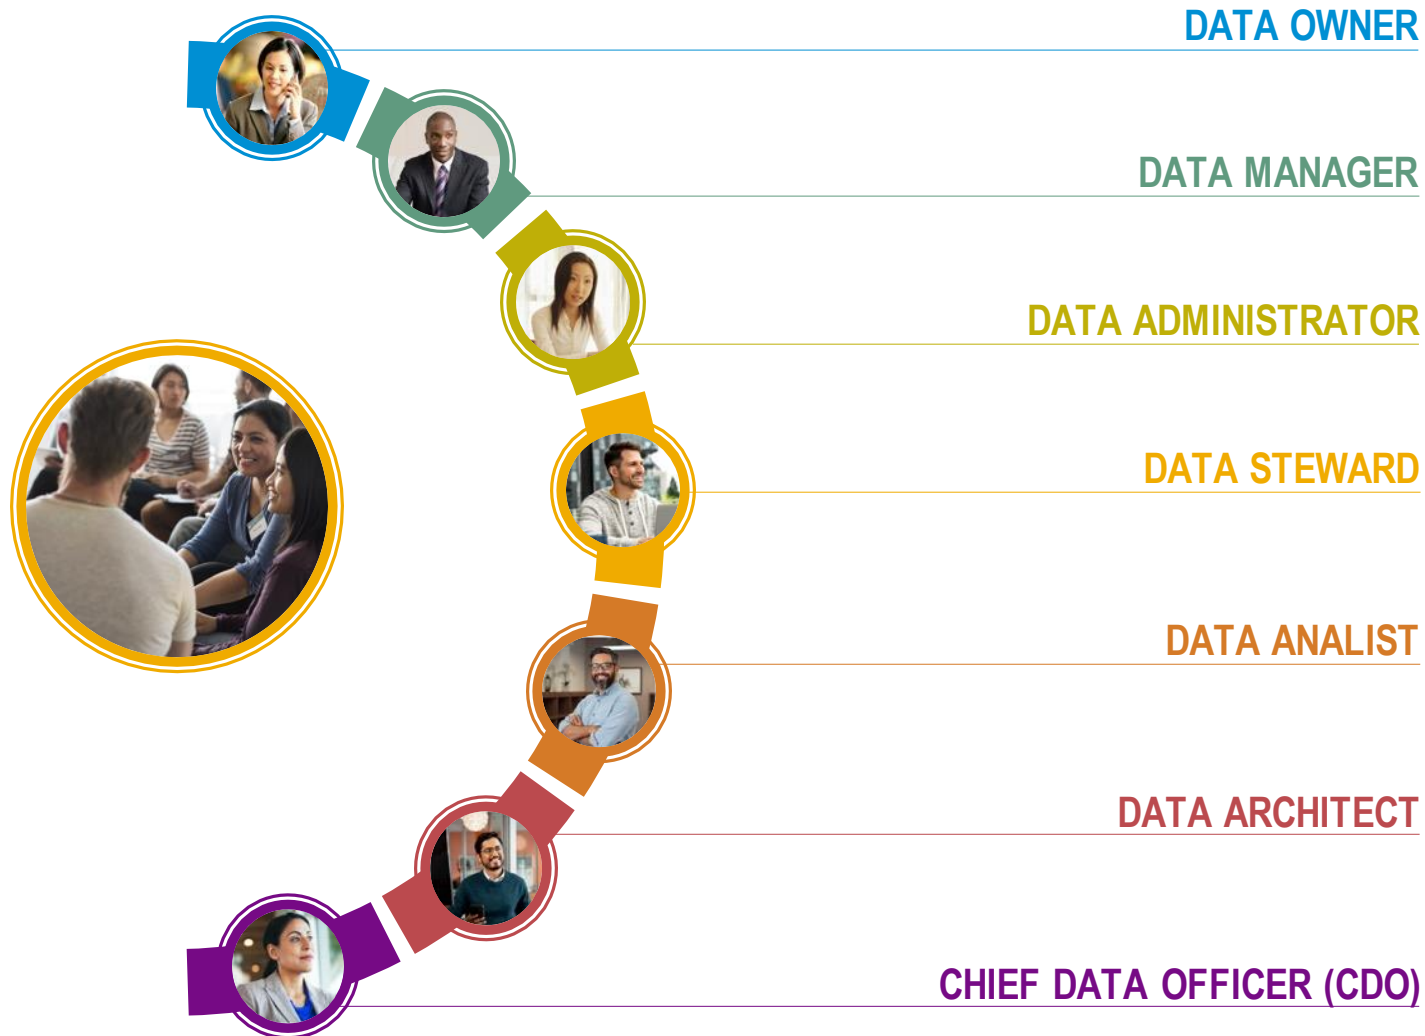 DATA OWNER
DATA MANAGER
DATA ADMINISTRATOR
DATA STEWARD
DATA ANALIST
DATA ARCHITECT
CHIEF DATA OFFICER (CDO)